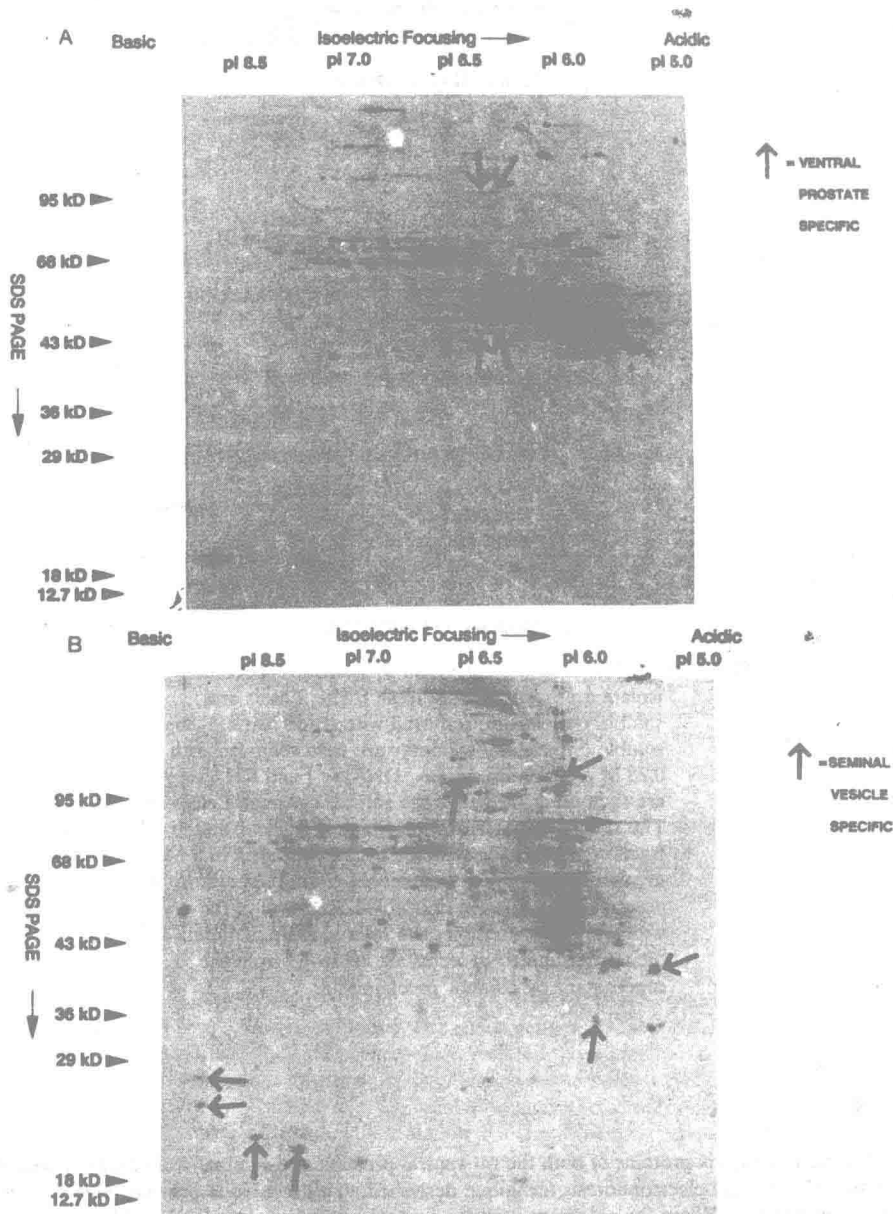 A
Basic Isoelectric Focusing Acidic
pI 8.5 pI 7.0 pI 6.5 pI 6.0 pI 5.0
= VENTRAL
PROSTATE
SPECIFIC
SDS PAGE
95 kD
68 kD
43 kD
36 kD
29 kD
18 kD
12.7 kD
B
Basic Isoelectric Focusing Acidic
pI 8.5 pI 7.0 pI 6.5 pI 6.0 pI 5.0
=SEMINAL
VESICLE
SPECIFIC
SDS PAGE
95 kD
68 kD
43 kD
36 kD
29 kD
18 kD
12.7 kD